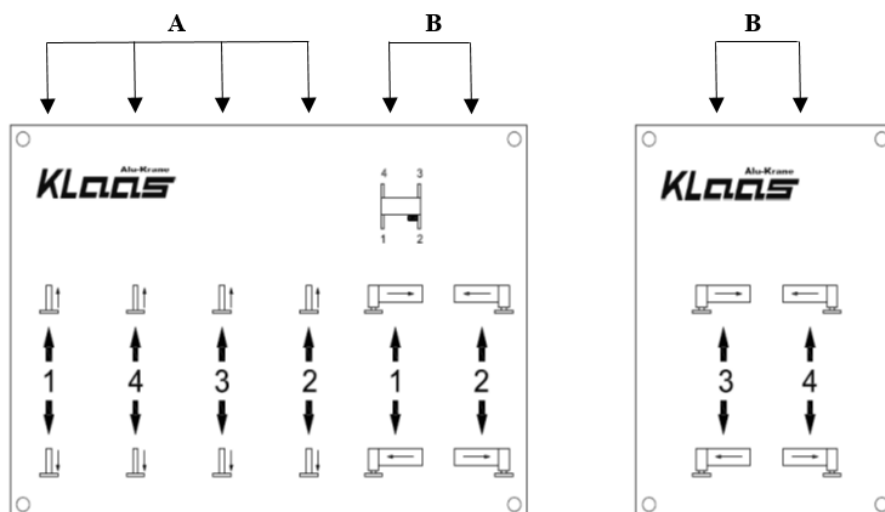 A B B
Alu-Krane Alu-Krane
KLaas KLaas
4 3
1 2
1 4 3 2 1 2 3 4